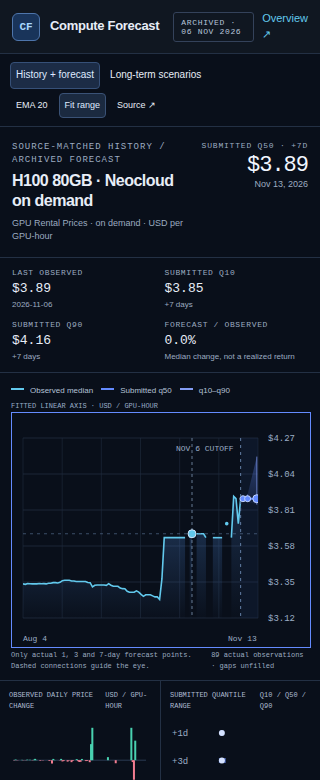 CF
Compute Forecast
ARCHIVED ·
06 NOV 2026
Overview
↗
History + forecast
Long-term scenarios
EMA 20
Fit range
Source ↗
SOURCE-MATCHED HISTORY /
ARCHIVED FORECAST
H100 80GB · Neocloud
on demand
GPU Rental Prices · on demand · USD per
GPU-hour
SUBMITTED Q50 · +7D
$3.89
Nov 13, 2026
LAST OBSERVED
$3.89
2026-11-06
SUBMITTED Q10
$3.85
+7 days
SUBMITTED Q90
$4.16
+7 days
FORECAST / OBSERVED
0.0%
Median change, not a realized return
Observed median
Submitted q50
q10–q90
FITTED LINEAR AXIS · USD / GPU-HOUR
NOV 6 CUTOFF
$4.27
$4.04
$3.81
$3.58
$3.35
$3.12
Aug 4
Nov 13
Only actual 1, 3 and 7-day forecast points.
Dashed connections guide the eye.
89 actual observations
· gaps unfilled
OBSERVED DAILY PRICE
CHANGE
USD / GPU-
HOUR
SUBMITTED QUANTILE
RANGE
Q10 / Q50 /
Q90
+1d
+3d